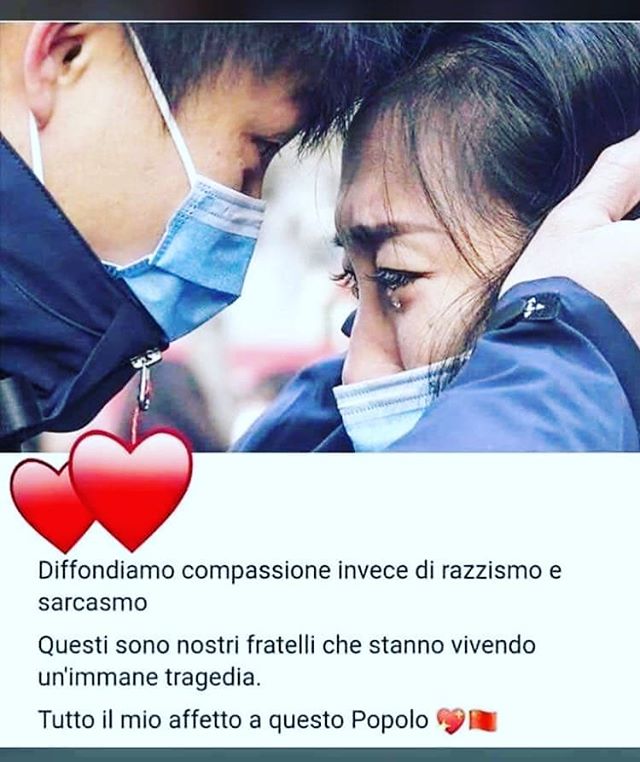 Diffondiamo compassione invece di razzismo e
sarcasmo
Questi sono nostri fratelli che stanno vivendo
un'immane tragedia.
Tutto il mio affetto a questo Popolo 💖🇨🇳